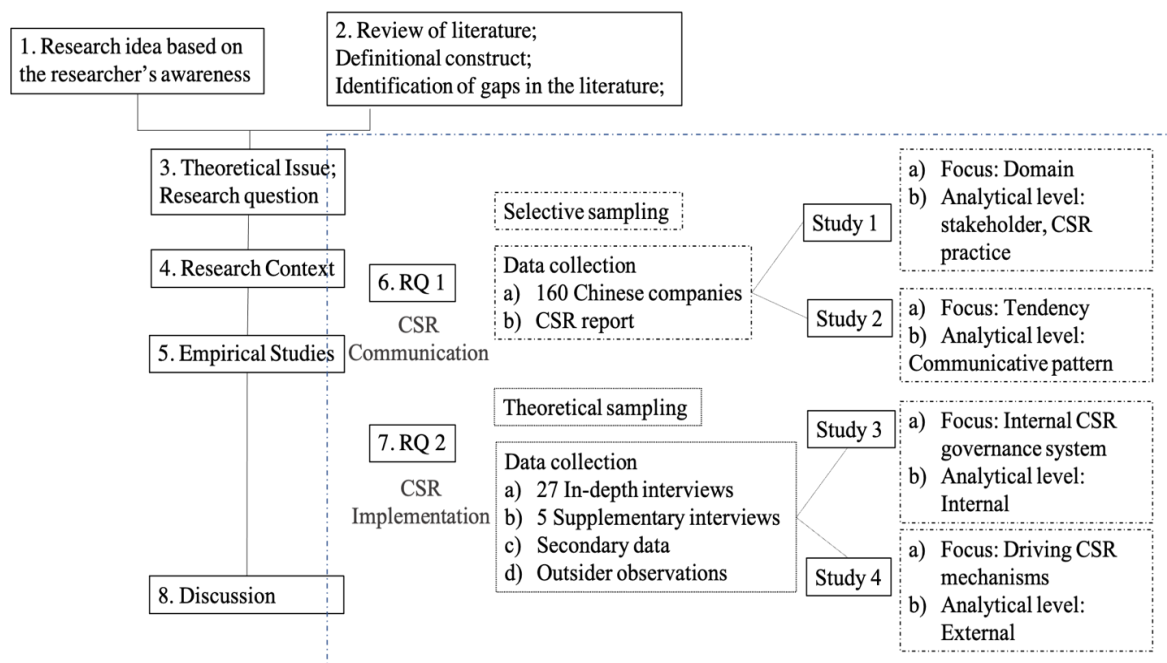 1. Research idea based on
the researcher's awareness
2. Review of literature;
Definitional construct;
Identification of gaps in the literature;
3. Theoretical Issue;
Research question
4. Research Context
5. Empirical Studies
8. Discussion
6. RQ 1
CSR
Communication
Selective sampling
Data collection
a) 160 Chinese companies
b) CSR report
Study 1
a) Focus: Domain
b) Analytical level:
stakeholder, CSR
practice
Study 2
a) Focus: Tendency
b) Analytical level:
Communicative pattern
7. RQ 2
CSR
Implementation
Theoretical sampling
Data collection
a) 27 In-depth interviews
b) 5 Supplementary interviews
c) Secondary data
d) Outsider observations
Study 3
a) Focus: Internal CSR
governance system
b) Analytical level:
Internal
Study 4
a) Focus: Driving CSR
mechanisms
b) Analytical level:
External